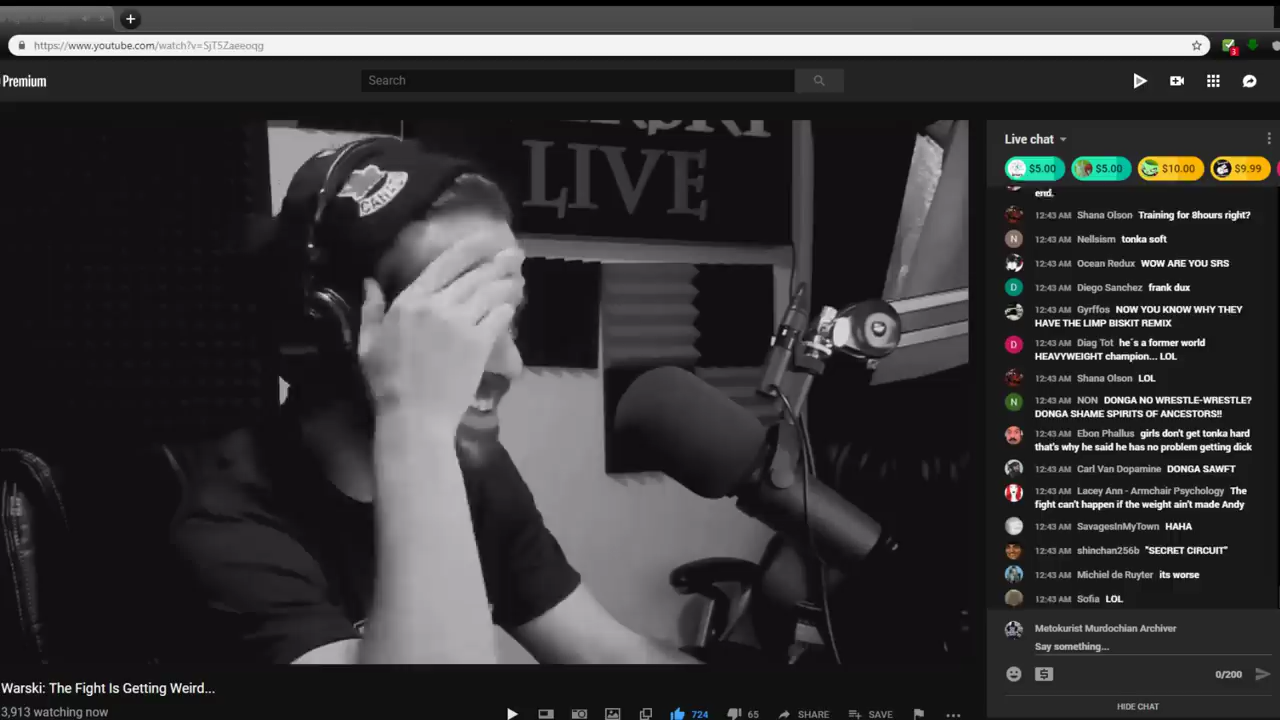 https://www.youtube.com/watch?v=SjT5Zaeeoqg
3
Premium
Search
LIVE
CANES
Live chat
$5.00
$5.00
$10.00
$9.99
end.
12:43 AM Shana Olson Training for 8hours right?
N 12:43 AM Nellsism tonka soft
12:43 AM Ocean Redux WOW ARE YOU SRS
D 12:43 AM Diego Sanchez frank dux
12:43 AM Gyrffos NOW YOU KNOW WHY THEY
HAVE THE LIMP BISKIT REMIX
D 12:43 AM Diag Tot he´s a former world
HEAVYWEIGHT champion... LOL
12:43 AM Shana Olson LOL
N 12:43 AM NON DONGA NO WRESTLE-WRESTLE?
DONGA SHAME SPIRITS OF ANCESTORS!!
12:43 AM Ebon Phallus girls don't get tonka hard
that's why he said he has no problem getting dick
12:43 AM Carl Van Dopamine DONGA SAWFT
12:43 AM Lacey Ann - Armchair Psychology The
fight can't happen if the weight ain't made Andy
12:43 AM SavagesInMyTown HAHA
12:43 AM shinchan256b "SECRET CIRCUIT"
12:43 AM Michiel de Ruyter its worse
12:43 AM Sofia LOL
Metokurist Murdochian Archiver
Say something...
0/200
HIDE CHAT
Warski: The Fight Is Getting Weird...
3,913 watching now
724
65
SHARE
SAVE